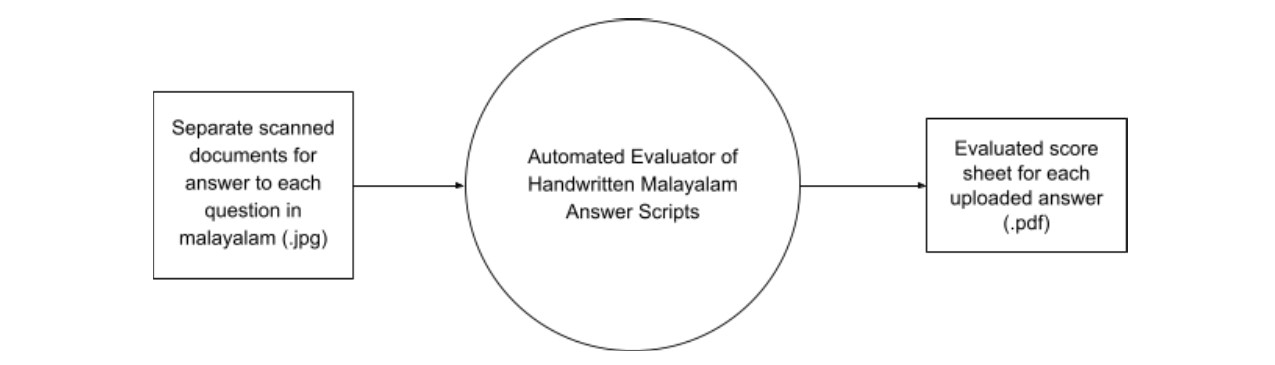 Separate scanned
documents for
answer to each
question in
malayalam (.jpg)
Automated Evaluator of
Handwritten Malayalam
Answer Scripts
Evaluated score
sheet for each
uploaded answer
(.pdf)